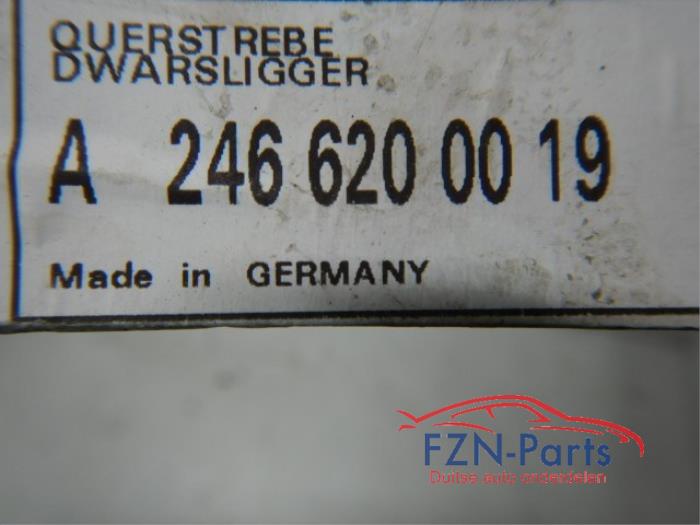 QUERSTREBE
DWARSLIGGER
A 246 620 00 19
Made in GERMANY
FZN-Parts
Duitse auto onderdelen